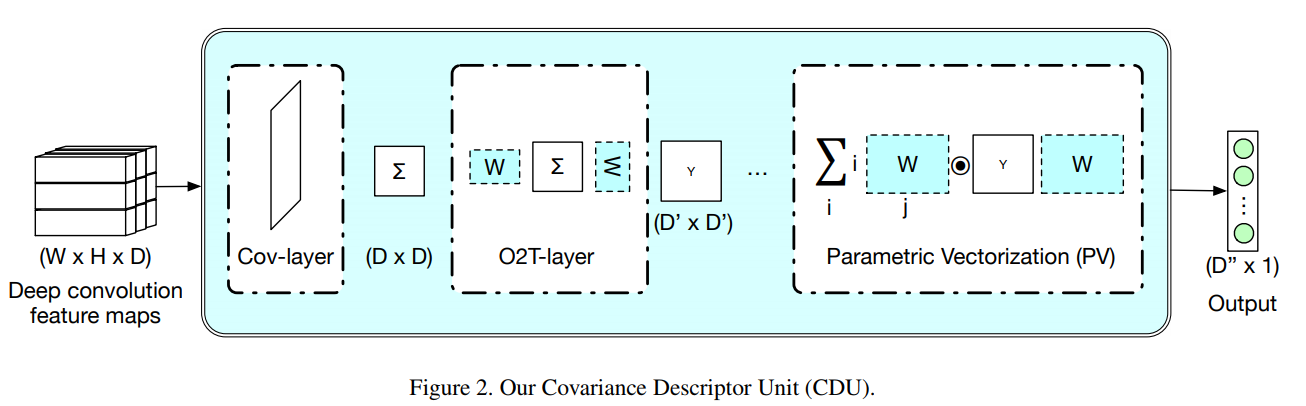 Σ
W
Σ
W
Y
...
∑
i
W
Y
W
i
j
(W x H x D)
Deep convolution
feature maps
Cov-layer
(D x D)
O2T-layer
(D’ x D’)
Parametric Vectorization (PV)
(D” x 1)
Output
Figure 2. Our Covariance Descriptor Unit (CDU).